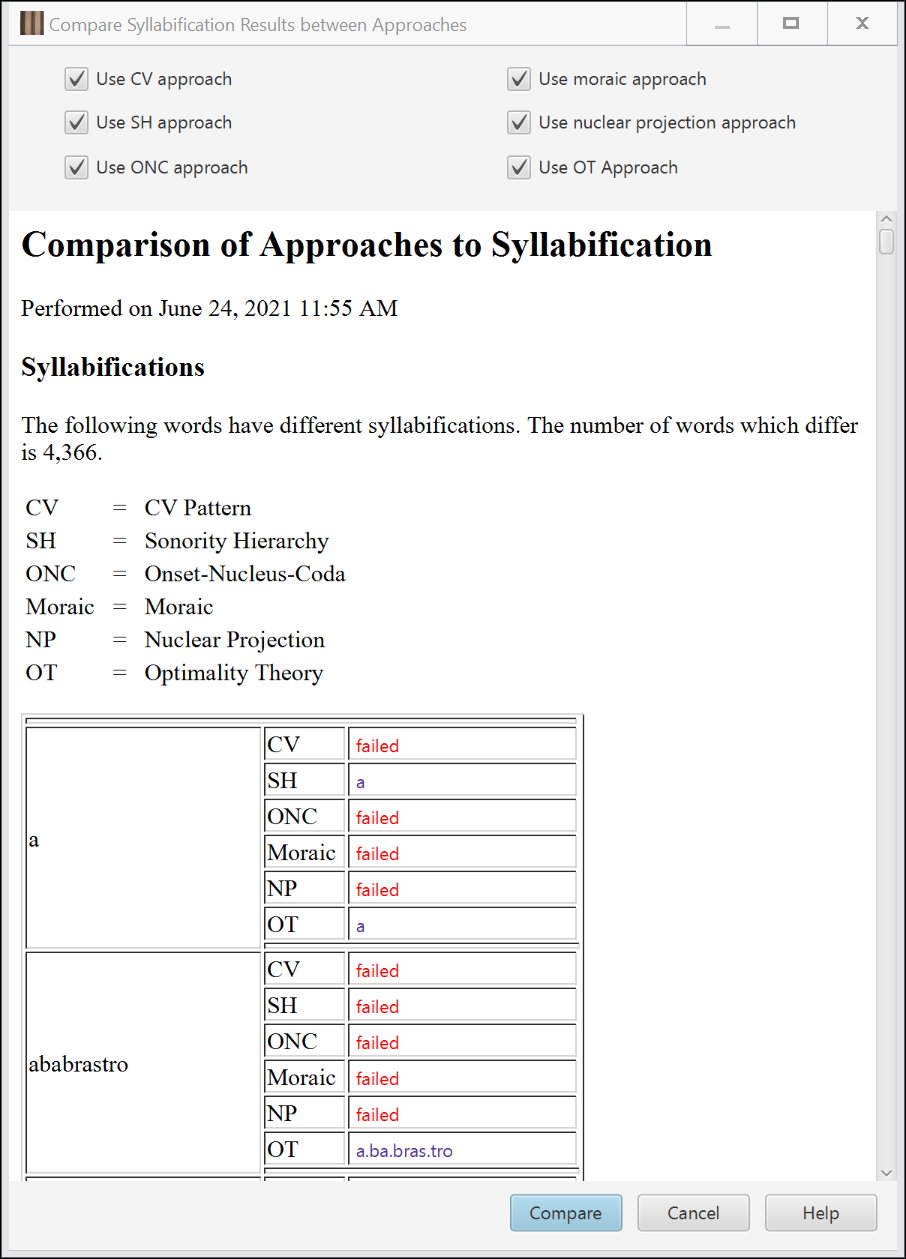 Compare Syllabification Results between Approaches
Use CV approach
Use moraic approach
Use SH approach
Use nuclear projection approach
Use ONC approach
Use OT Approach
Comparison of Approaches to Syllabification
Performed on June 24, 2021 11:55 AM
Syllabifications
The following words have different syllabifications. The number of words which differ
is 4,366.
CV = CV Pattern
SH = Sonority Hierarchy
ONC = Onset-Nucleus-Coda
Moraic = Moraic
NP = Nuclear Projection
OT = Optimality Theory
a
CV failed
SH a
ONC failed
Moraic failed
NP failed
OT a
ababrastro
CV failed
SH failed
ONC failed
Moraic failed
NP failed
OT a.ba.bras.tro
Compare Cancel Help